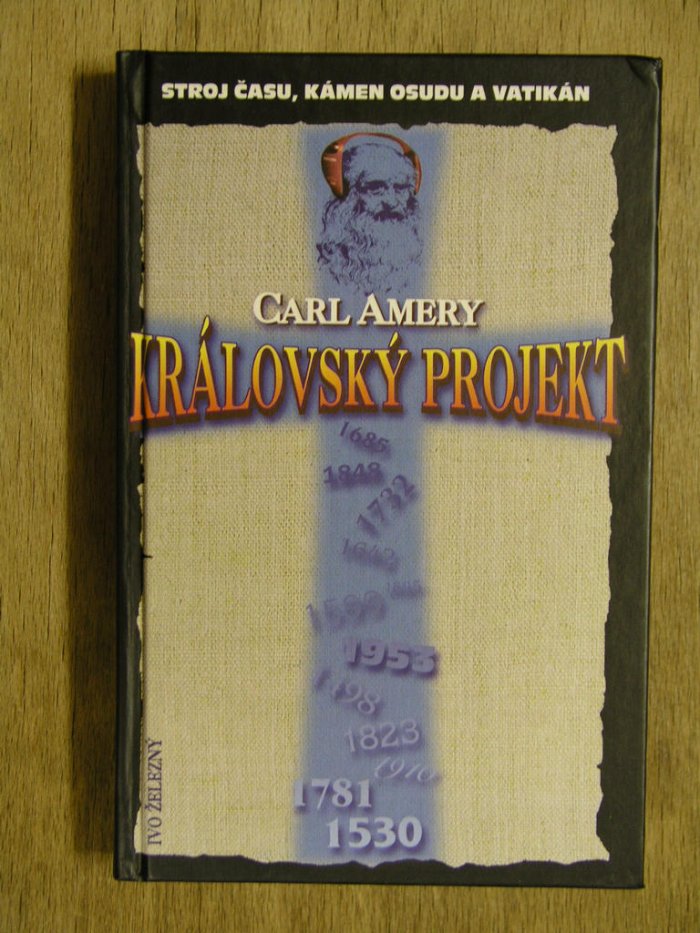 STROJ ČASU, KÁMEN OSUDU A VATIKÁN
CARL AMERY
KRÁLOVSKÝ PROJEKT
1685
1848
1732
1953
1498
1823
1910
1781
1530
IVO ŽELEZNÝ